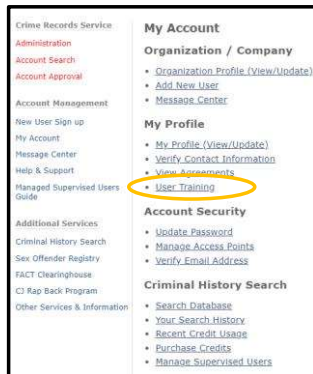 Crime Records Service
Administration
Account Search
Account Approval
Account Management
New User Sign up
My Account
Message Center
Help & Support
Managed Supervised Users
Guide
Additional Services
Criminal History Search
Sex Offender Registry
FACT Clearinghouse
CJ Rap Back Program
Other Services & Information
My Account
Organization / Company
• Organization Profile (View/Update)
• Add New User
• Message Center
My Profile
• My Profile (View/Update)
• Verify Contact Information
• View Agreements
• User Training
Account Security
• Update Password
• Manage Access Points
• Verify Email Address
Criminal History Search
• Search Database
• Your Search History
• Recent Credit Usage
• Purchase Credits
• Manage Supervised Users